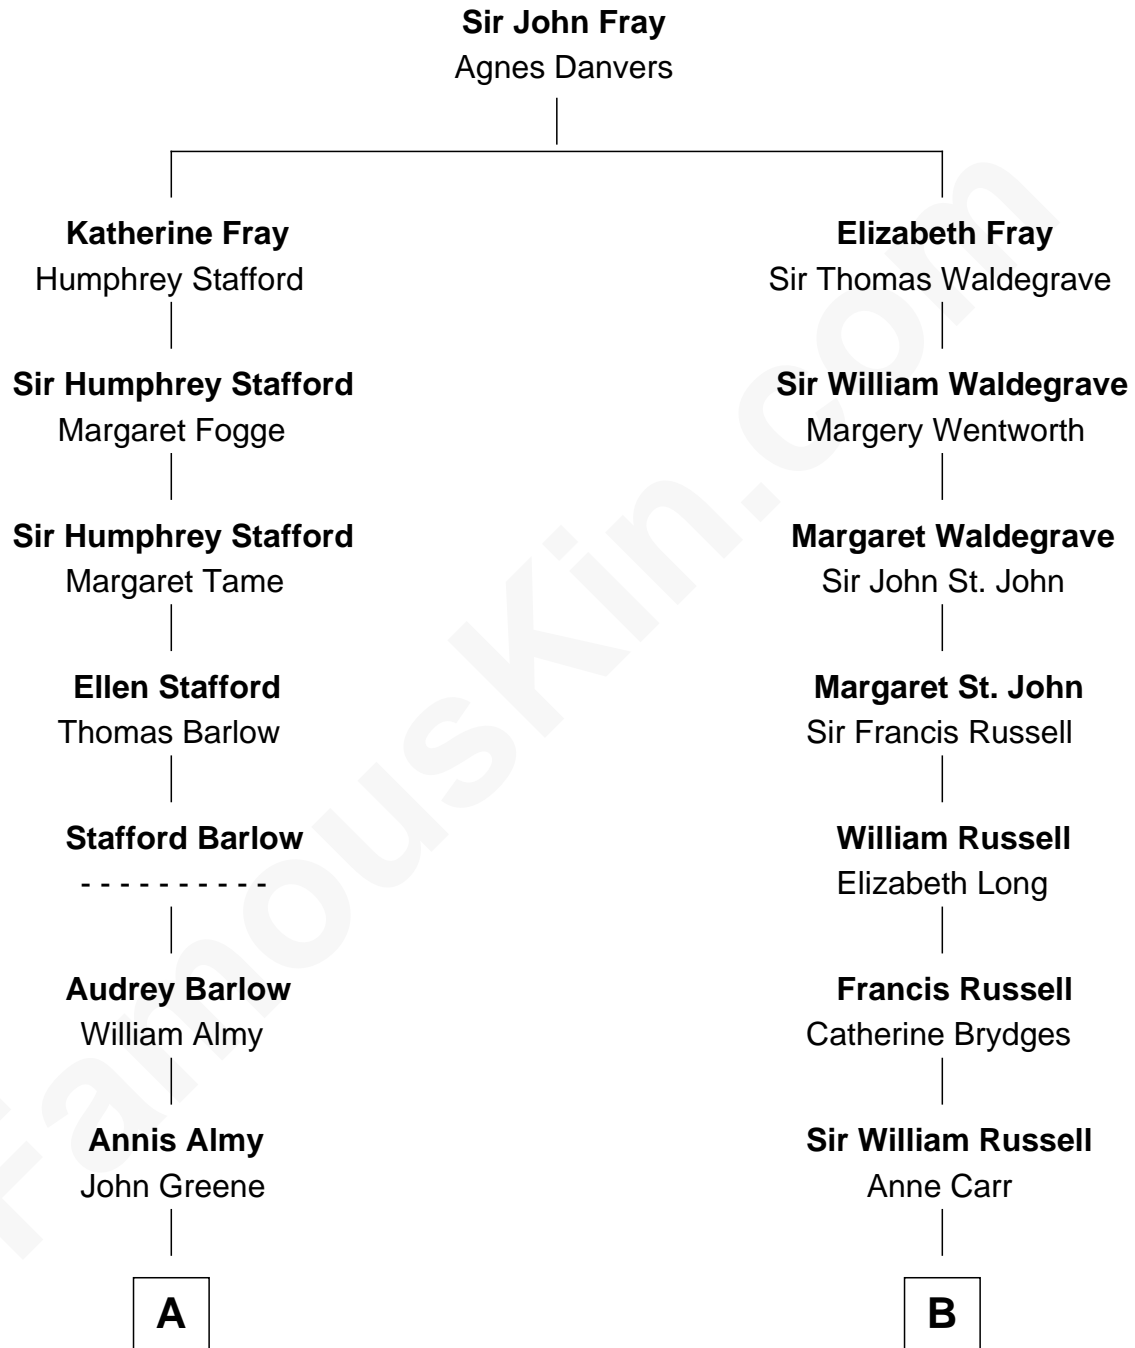 Sir John Fray
Agnes Danvers
Katherine Fray
Humphrey Stafford
Elizabeth Fray
Sir Thomas Waldegrave
Sir Humphrey Stafford
Margaret Fogge
Sir William Waldegrave
Margery Wentworth
Sir Humphrey Stafford
Margaret Tame
Margaret Waldegrave
Sir John St. John
Ellen Stafford
Thomas Barlow
Margaret St. John
Sir Francis Russell
Stafford Barlow
- - - - - - - - - -
William Russell
Elizabeth Long
Audrey Barlow
William Almy
Francis Russell
Catherine Brydges
Annis Almy
John Greene
Sir William Russell
Anne Carr
A
B
FamousKin.com